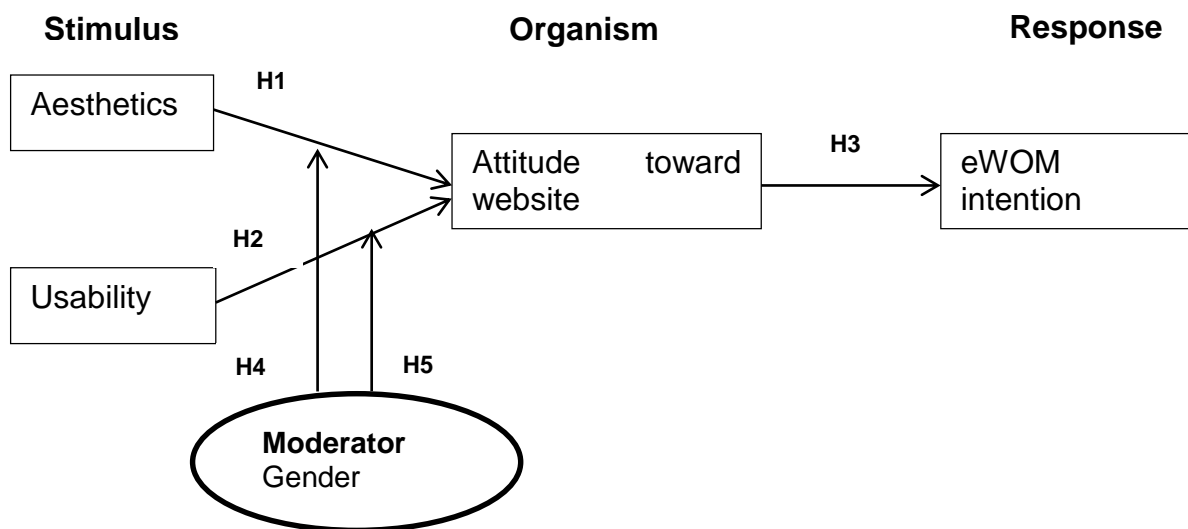 Stimulus Organism Response
H1
Aesthetics
H3
Attitude toward
website
eWOM
intention
H2
Usability
H4 H5
Moderator
Gender